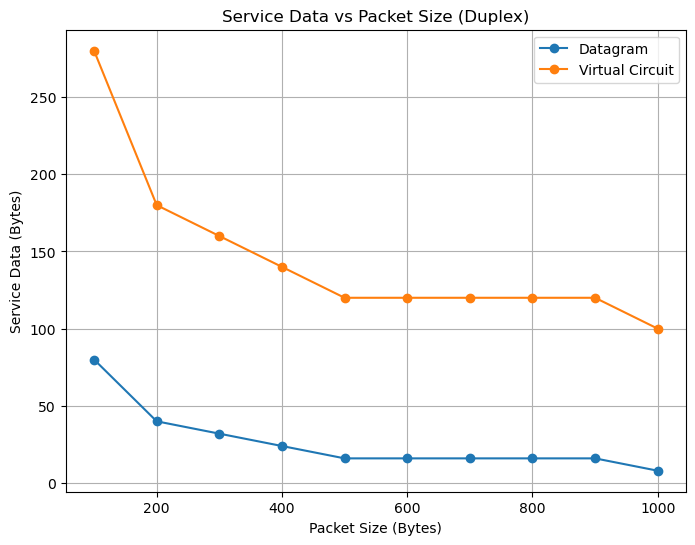 Service Data vs Packet Size (Duplex)
Datagram
Virtual Circuit
Service Data (Bytes)
250
200
150
100
50
0
200 400 600 800 1000
Packet Size (Bytes)